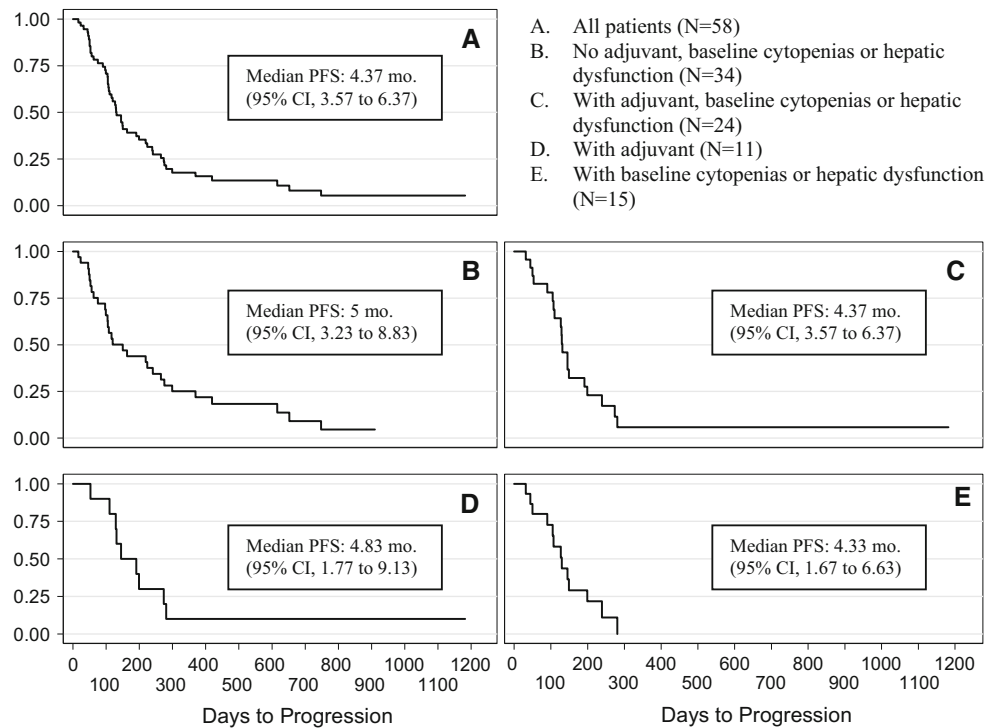 A
Median PFS: 4.37 mo.
(95% CI, 3.57 to 6.37)
1.00
0.75
0.50
0.25
0.00
A. All patients (N=58)
B. No adjuvant, baseline cytopenias or hepatic
dysfunction (N=34)
C. With adjuvant, baseline cytopenias or hepatic
dysfunction (N=24)
D. With adjuvant (N=11)
E. With baseline cytopenias or hepatic dysfunction
(N=15)
B
Median PFS: 5 mo.
(95% CI, 3.23 to 8.83)
1.00
0.75
0.50
0.25
0.00
C
Median PFS: 4.37 mo.
(95% CI, 3.57 to 6.37)
D
Median PFS: 4.83 mo.
(95% CI, 1.77 to 9.13)
1.00
0.75
0.50
0.25
0.00
0 200 400 600 800 1000 1200
100 300 500 700 900 1100
Days to Progression
E
Median PFS: 4.33 mo.
(95% CI, 1.67 to 6.63)
0 200 400 600 800 1000 1200
100 300 500 700 900 1100
Days to Progression